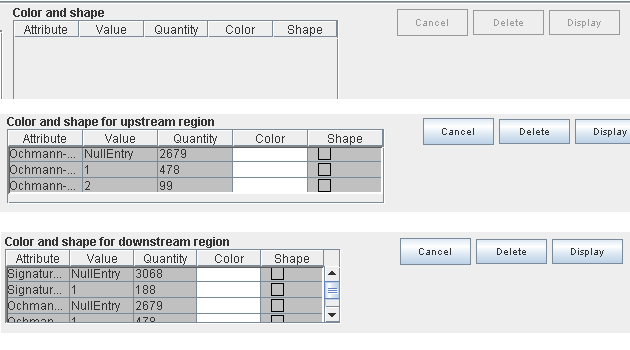 Color and shape
Attribute Value Quantity Color Shape
Cancel Delete Display
Color and shape for upstream region
Attribute Value Quantity Color Shape
Ochmann-... NullEntry 2679
Ochmann-... 1 478
Ochmann-... 2 99
Cancel Delete Display
Color and shape for downstream region
Attribute Value Quantity Color Shape
Signatur... NullEntry 3068
Signatur... 1 188
Ochman... NullEntry 2679
Ochman... 1 478
Cancel Delete Display